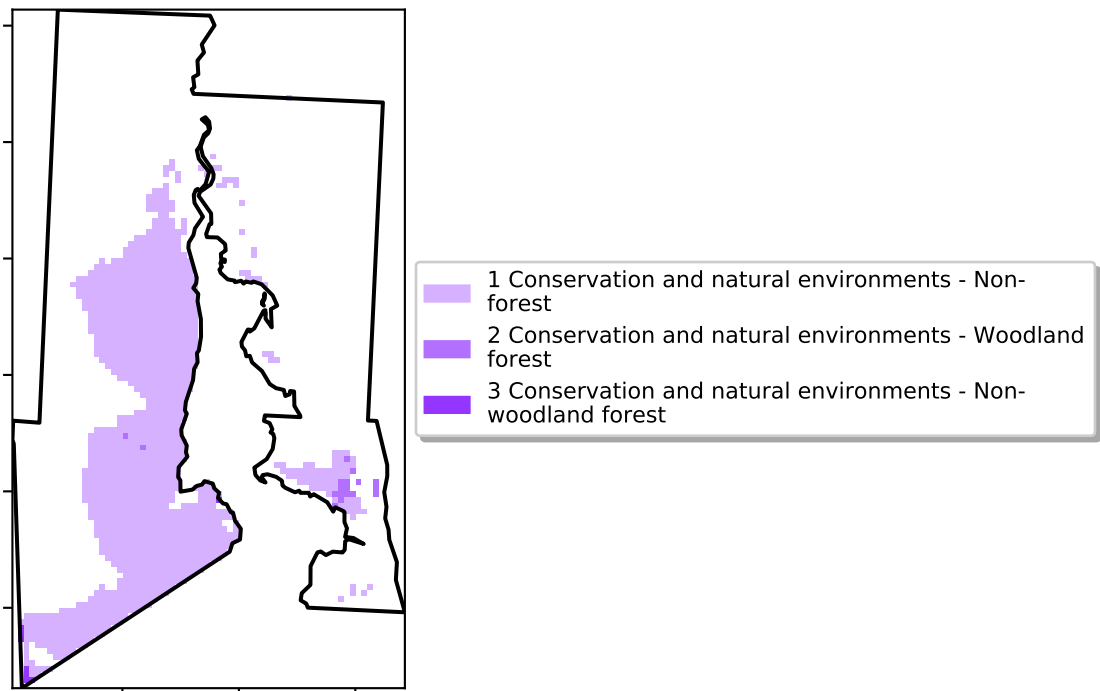 1 Conservation and natural environments - Non-
forest
2 Conservation and natural environments - Woodland
forest
3 Conservation and natural environments - Non-
woodland forest